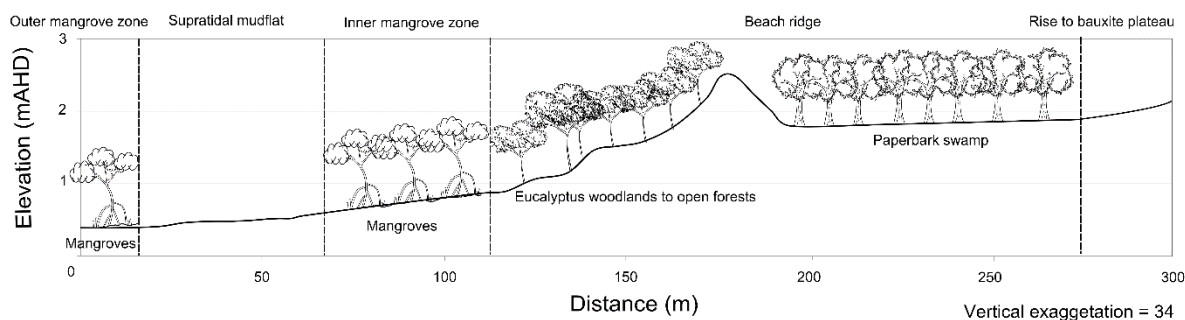 Outer mangrove zone
Supratidal mudflat
Inner mangrove zone
Beach ridge
Rise to bauxite plateau
Elevation (mAHD)
3
2
1
0
Mangroves
Mangroves
Eucalyptus woodlands to open forests
Paperbark swamp
50
100
150
200
250
300
Distance (m)
Vertical exaggetation = 34